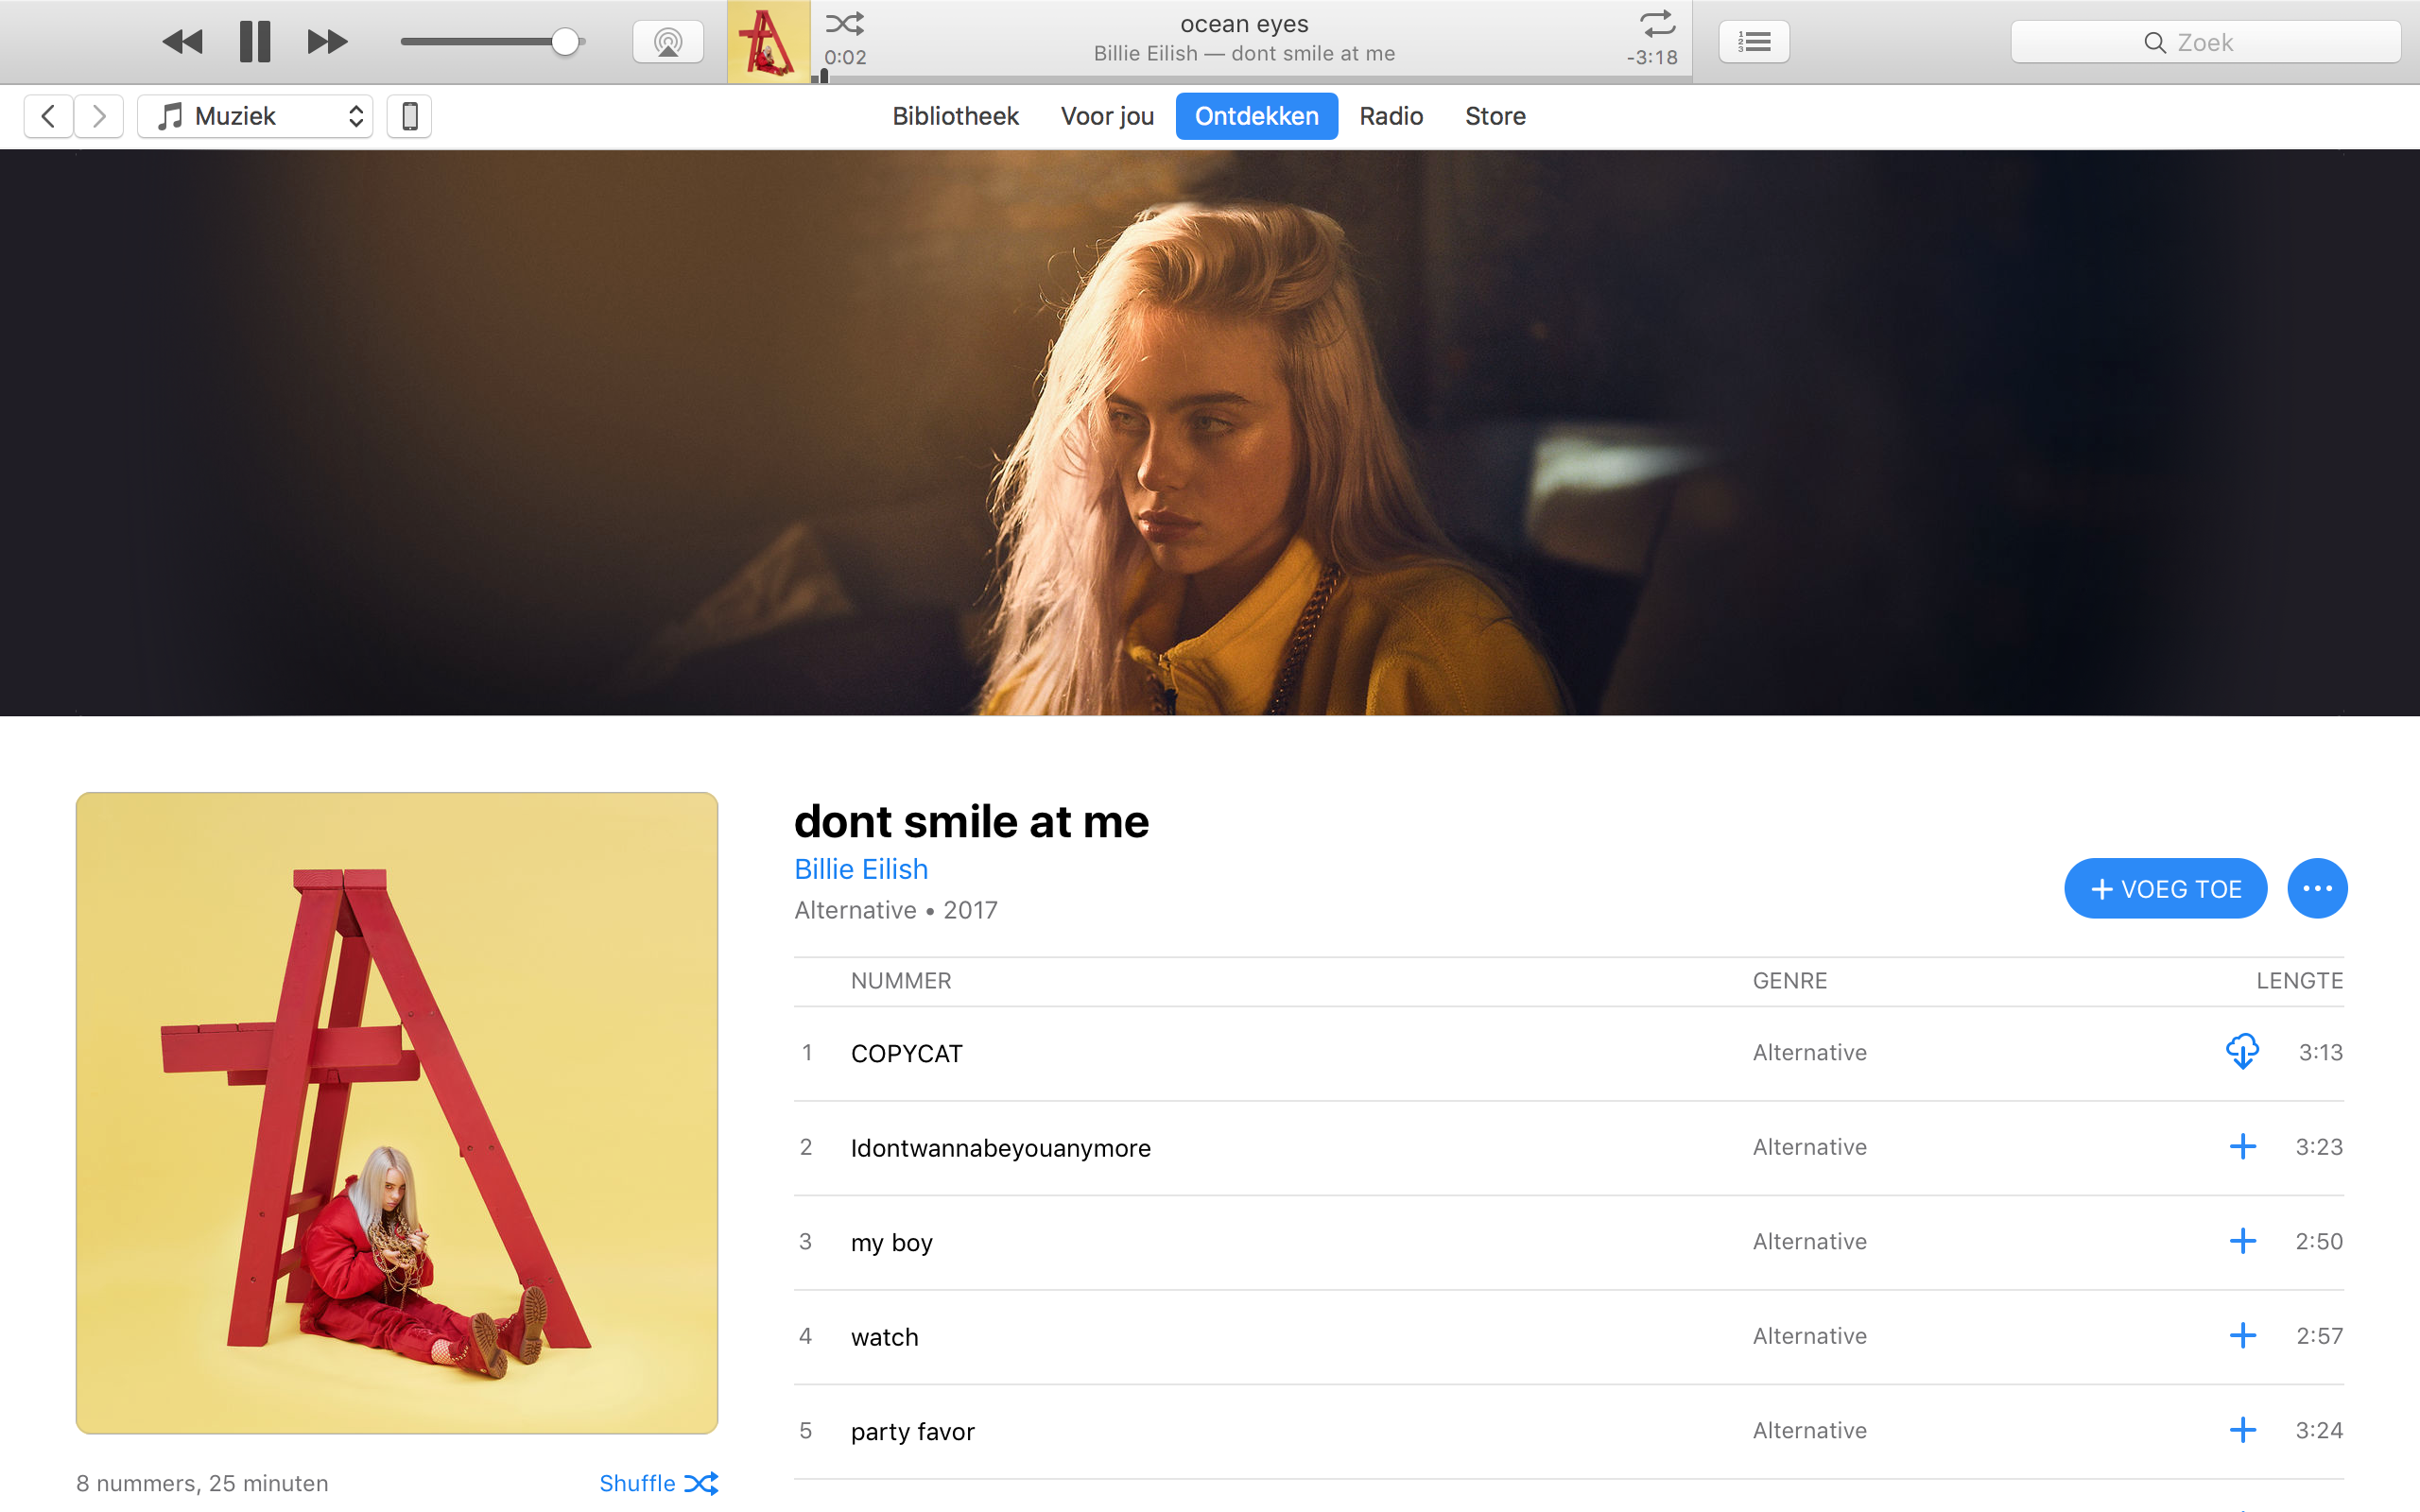 ocean eyes
0:02
Billie Eilish — dont smile at me
-3:18
Zoek
Muziek
Bibliotheek
Voor jou
Ontdekken
Radio
Store
dont smile at me
Billie Eilish
Alternative • 2017
+ VOEG TOE
NUMMER GENRE LENGTE
1 COPYCAT Alternative 3:13
2 Idontwannabeyouanymore Alternative 3:23
3 my boy Alternative 2:50
4 watch Alternative 2:57
5 party favor Alternative 3:24
8 nummers, 25 minuten
Shuffle